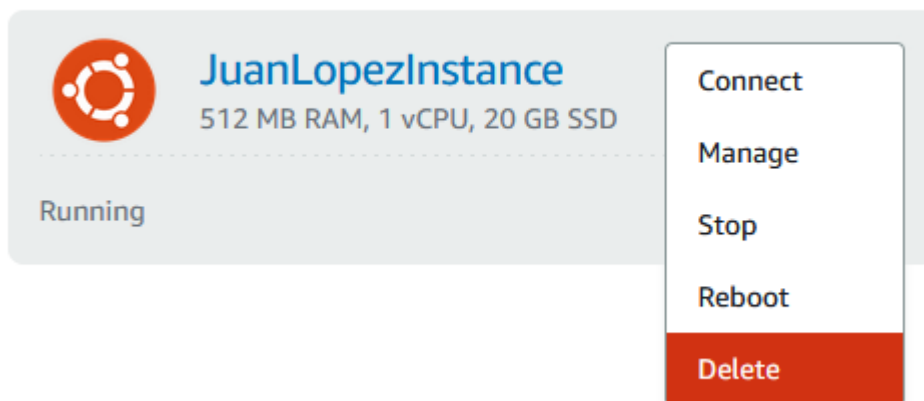 JuanLopezInstance
512 MB RAM, 1 vCPU, 20 GB SSD
Running
Connect
Manage
Stop
Reboot
Delete